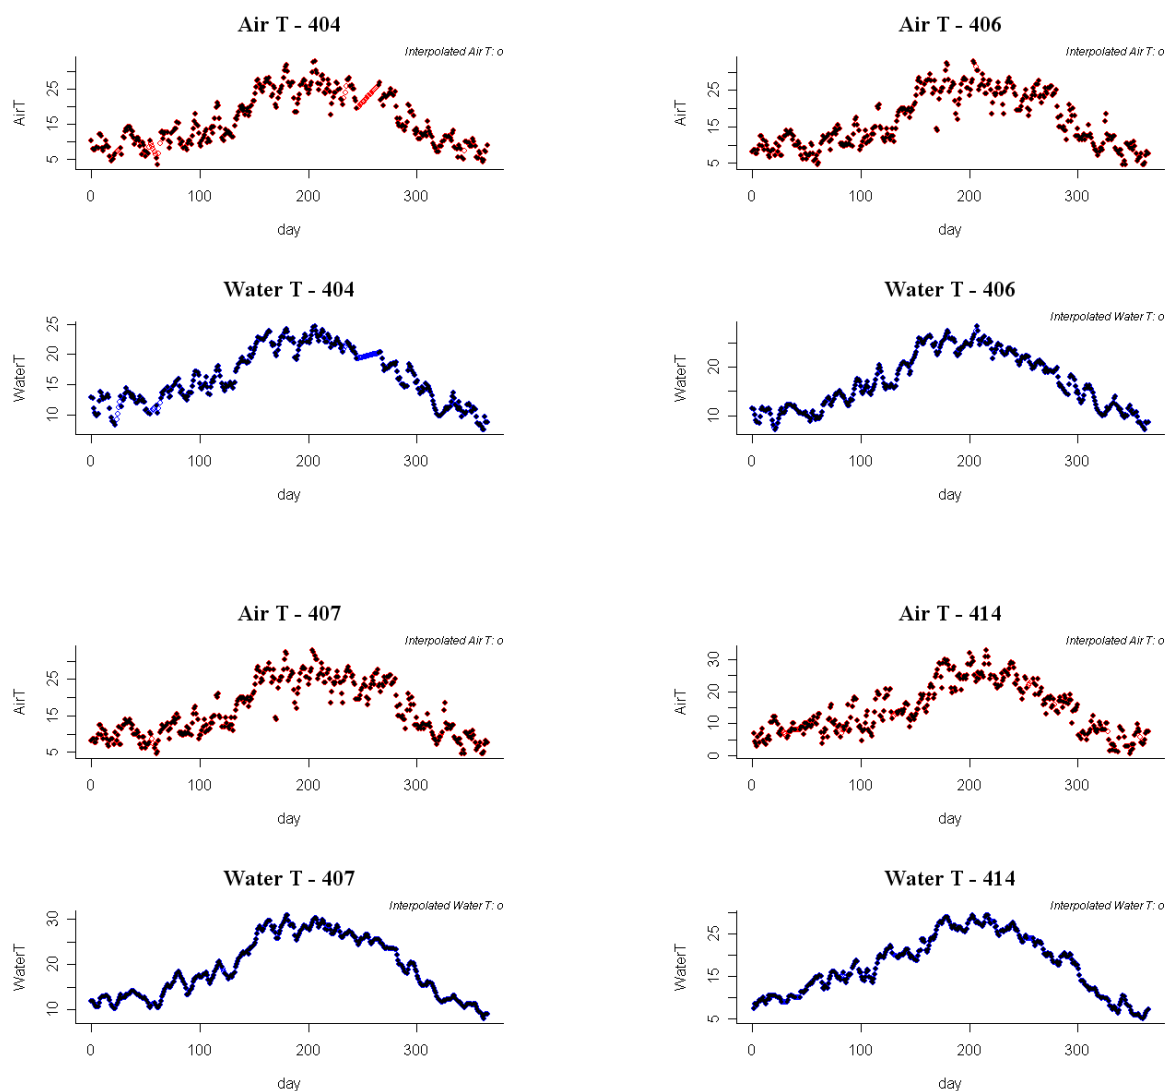 Air T - 404
Interpolated Air T: o
AirT
5 15 25
0 100 200 300
day
Air T - 406
Interpolated Air T: o
AirT
5 15 25
0 100 200 300
day
Water T - 404
WaterT
10 15 20 25
0 100 200 300
day
Water T - 406
Interpolated Water T: o
WaterT
10 20
0 100 200 300
day
Air T - 407
Interpolated Air T: o
AirT
5 15 25
0 100 200 300
day
Air T - 414
Interpolated Air T: o
AirT
0 10 20 30
0 100 200 300
day
Water T - 407
Interpolated Water T: o
WaterT
10 20 30
0 100 200 300
day
Water T - 414
Interpolated Water T: o
WaterT
5 15 25
0 100 200 300
day